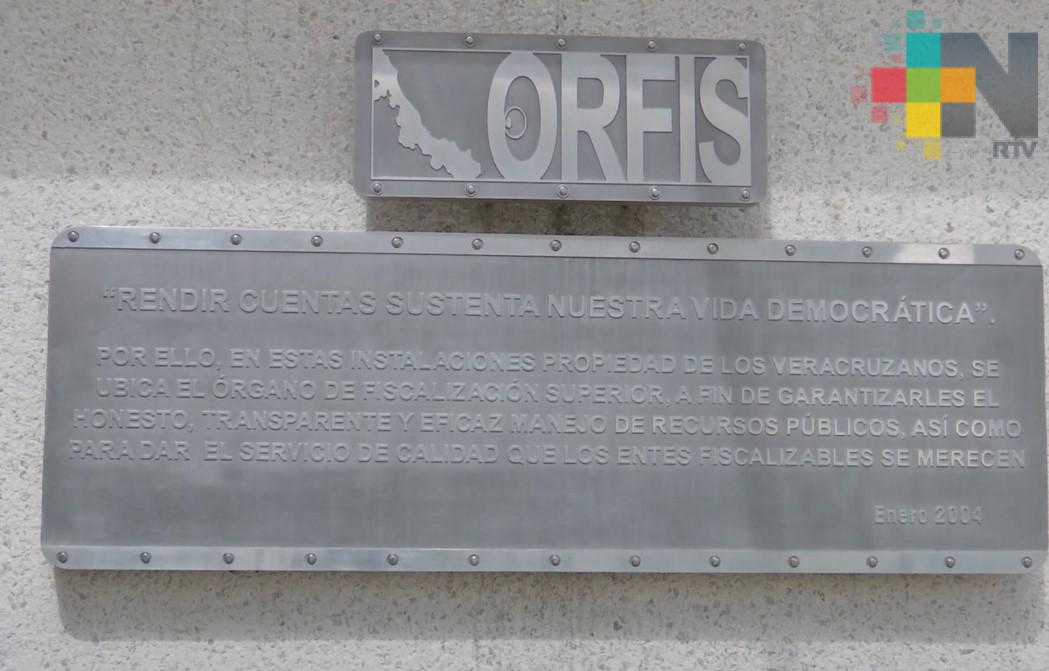 ORFIS
N
RTV
“RENDIR CUENTAS SUSTENTA NUESTRA VIDA DEMOCRÁTICA”.
POR ELLO, EN ESTAS INSTALACIONES PROPIEDAD DE LOS VERACRUZANOS, SE
UBICA EL ÓRGANO DE FISCALIZACIÓN SUPERIOR, A FIN DE GARANTIZARLES EL
HONESTO, TRANSPARENTE Y EFICAZ MANEJO DE RECURSOS PÚBLICOS, ASÍ COMO
PARA DAR EL SERVICIO DE CALIDAD QUE LOS ENTES FISCALIZABLES SE MERECEN
Enero 2004